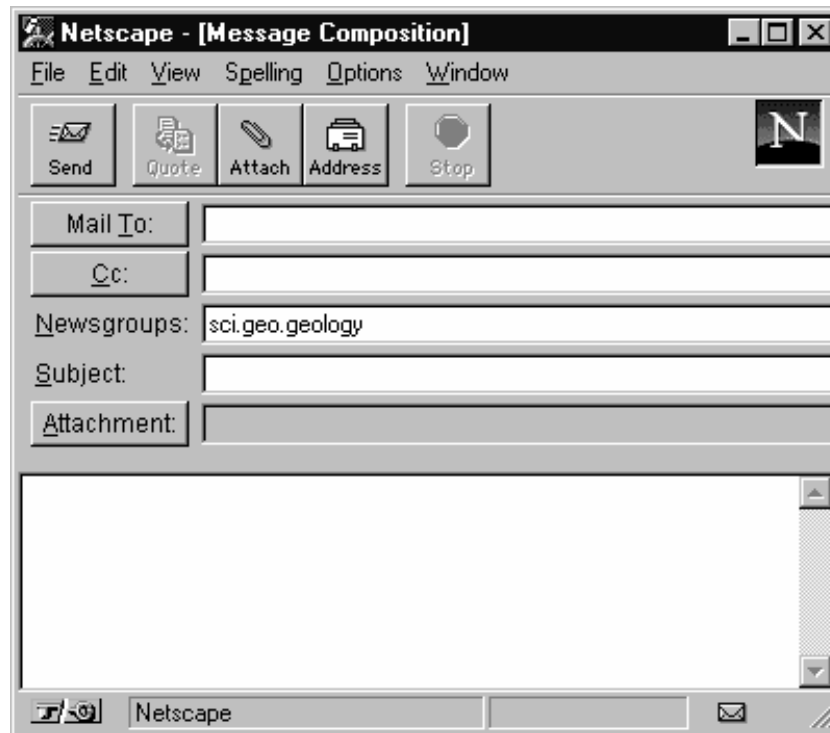 Netscape - [Message Composition]
File Edit View Spelling Options Window
Send Quote Attach Address Stop N
Mail To:
Cc:
Newsgroups: sci.geo.geology
Subject:
Attachment:
Netscape